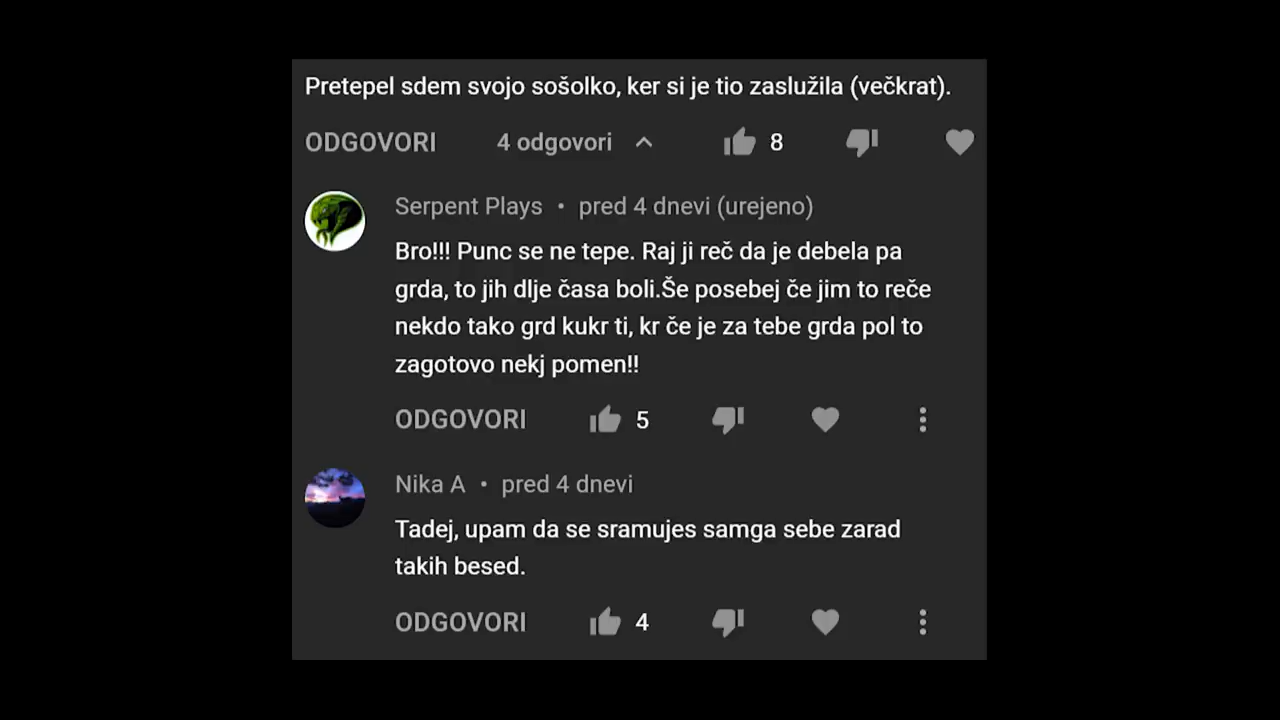 Pretepel sdem svojo sošolko, ker si je tio zaslužila (večkrat).
ODGOVORI 4 odgovori 8
Serpent Plays • pred 4 dnevi (urejeno)
Bro!!! Punc se ne tepe. Raj ji reč da je debela pa
grda, to jih dlje časa boli.Še posebej če jim to reče
nekdo tako grd kukr ti, kr če je za tebe grda pol to
zagotovo nekj pomen!!
ODGOVORI 5
Nika A • pred 4 dnevi
Tadej, upam da se sramujes samga sebe zarad
takih besed.
ODGOVORI 4